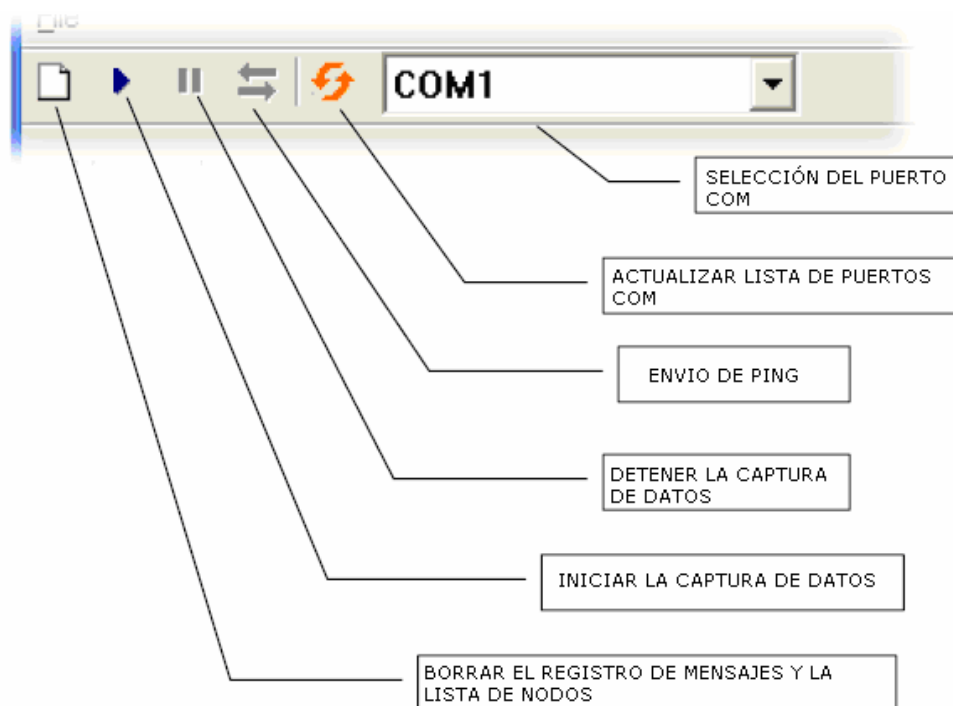 File
COM1
SELECCIÓN DEL PUERTO
COM
ACTUALIZAR LISTA DE PUERTOS
COM
ENVIO DE PING
DETENER LA CAPTURA
DE DATOS
INICIAR LA CAPTURA DE DATOS
BORRAR EL REGISTRO DE MENSAJES Y LA
LISTA DE NODOS